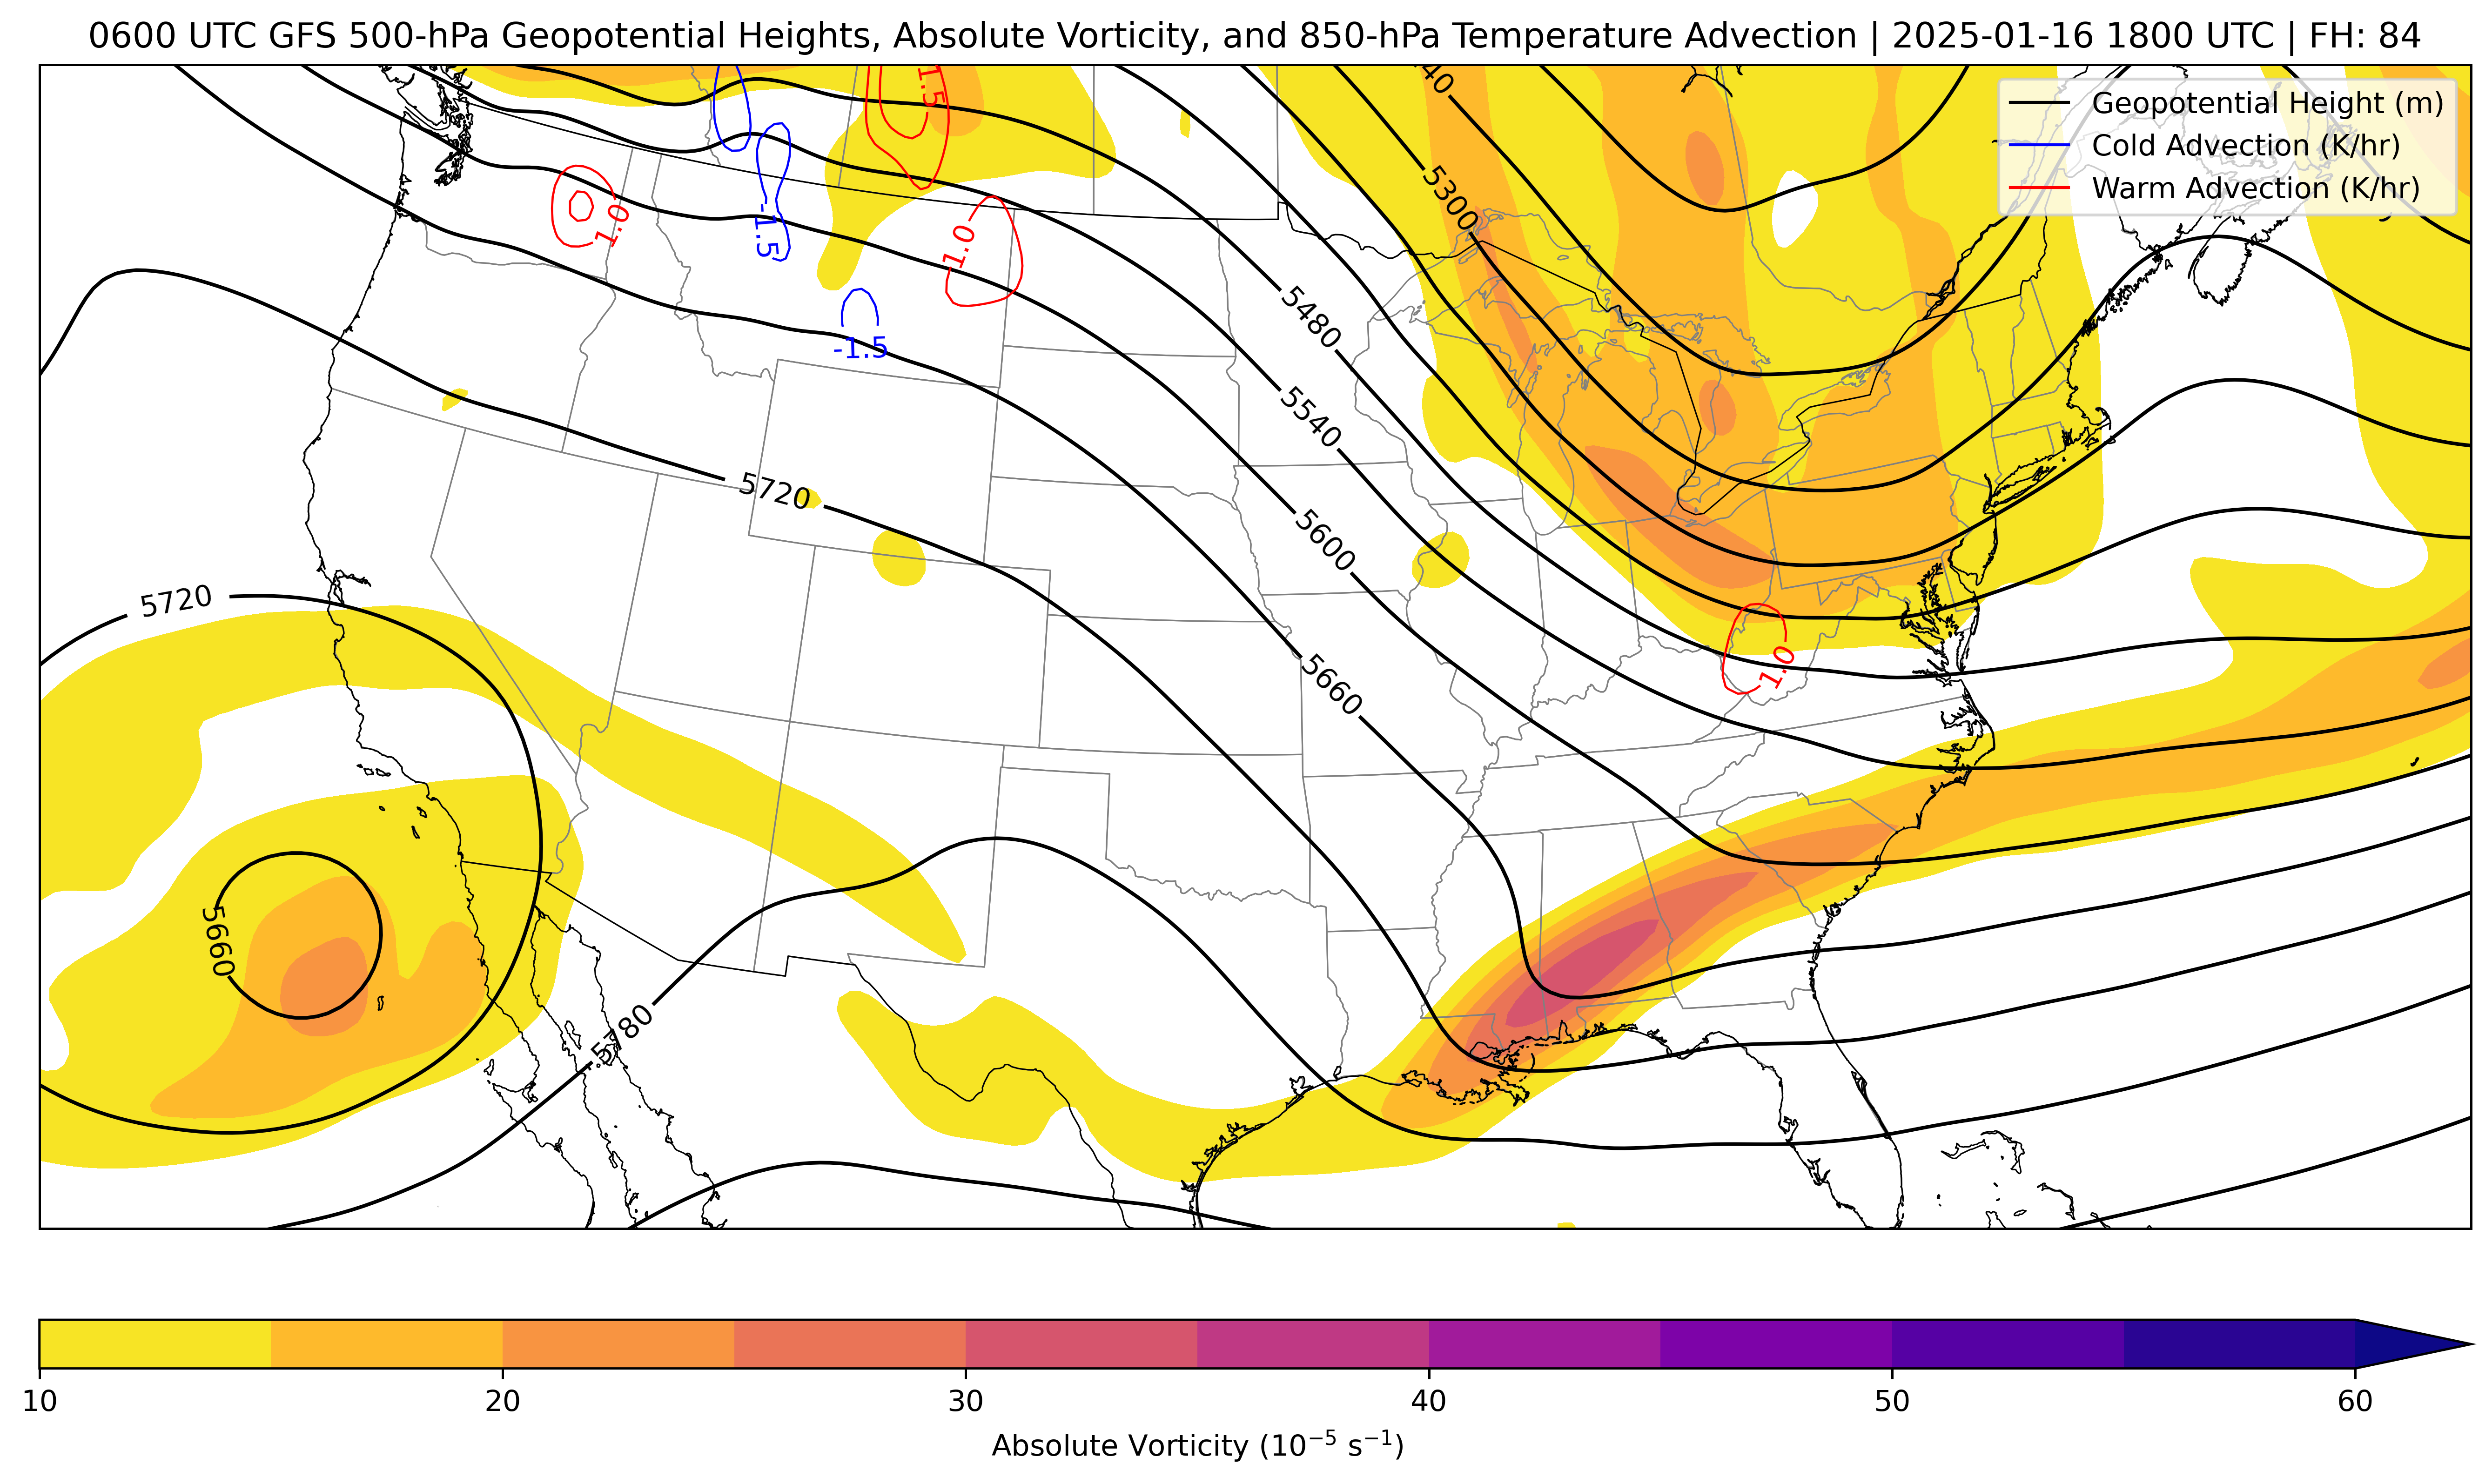 0600 UTC GFS 500-hPa Geopotential Heights, Absolute Vorticity, and 850-hPa Temperature Advection | 2025-01-16 1800 UTC | FH: 84
Geopotential Height (m)
Cold Advection (K/hr)
Warm Advection (K/hr)
40
1.5
5300
1.0
-1.5
1.0
5480
-1.5
5540
5720
5600
5720
1.0
5660
5660
5780
10 20 30 40 50 60
Absolute Vorticity (10⁻⁵ s⁻¹)